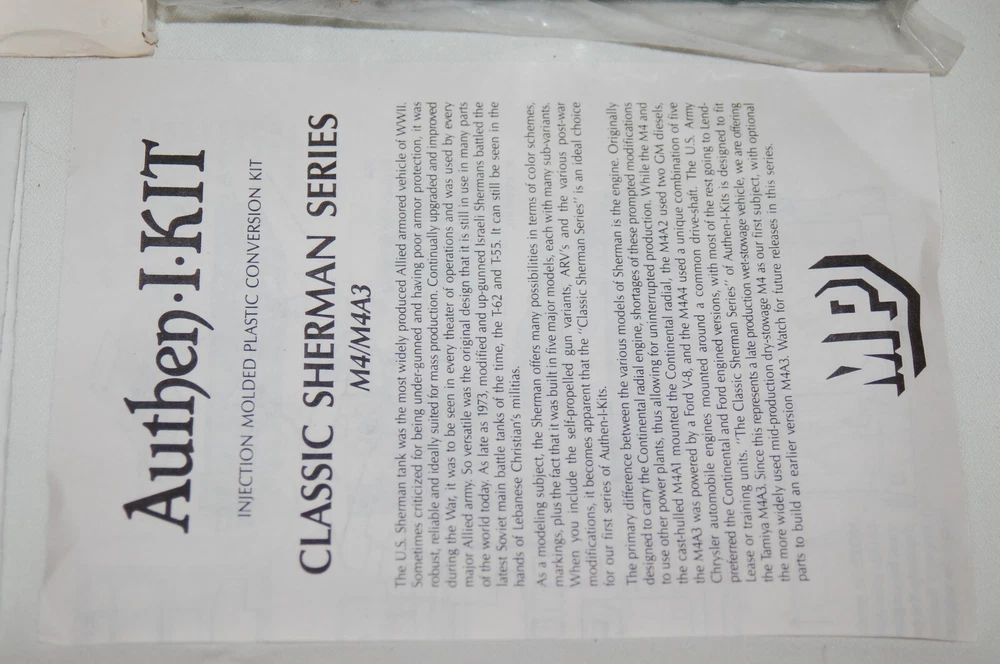 Authen·I·KIT
INJECTION MOLDED PLASTIC CONVERSION KIT
CLASSIC SHERMAN SERIES
M4/M4A3
The U.S. Sherman tank was the most widely produced Allied armored vehicle of WWII.
Sometimes criticized for being under-gunned and having poor armor protection, it was
robust, reliable and ideally suited for mass production. Continually upgraded and improved
during the War, it was to be seen in every theater of operations and was used by every
major Allied army. So versatile was the original design that it is still in use in many parts
of the world today. As late as 1973, modified and up-gunned Israeli Shermans battled the
latest Soviet main battle tanks of the time, the T-62 and T-55. It can still be seen in the
hands of Lebanese Christian's militias.
As a modeling subject, the Sherman offers many possibilities in terms of color schemes,
markings, plus the fact that it was built in five major models, each with many sub-variants.
When you include the self-propelled gun variants, ARV's and the various post-war
modifications, it becomes apparent that the "Classic Sherman Series" is an ideal choice
for our first series of Authen-I-Kits.
The primary difference between the various models of Sherman is the engine. Originally
designed to carry the Continental radial engine, shortages of these prompted modifications
to use other power plants, thus allowing for uninterrupted production. While the M4 and
the cast-hulled M4A1 mounted the Continental radial, the M4A2 used two GM diesels,
the M4A3 was powered by a Ford V-8, and the M4A4 used a unique combination of five
Chrysler automobile engines mounted around a common drive-shaft. The U.S. Army
preferred the Continental and Ford engined versions, with most of the rest going to Lend-
Lease or training units. "The Classic Sherman Series" of Authen-I-Kits is designed to fit
the Tamiya M4A3. Since this represents a late production wet-stowage vehicle, we are offering
the more widely used mid-production dry-stowage M4 as our first subject, with optional
parts to build an earlier version M4A3. Watch for future releases in this series.
MP